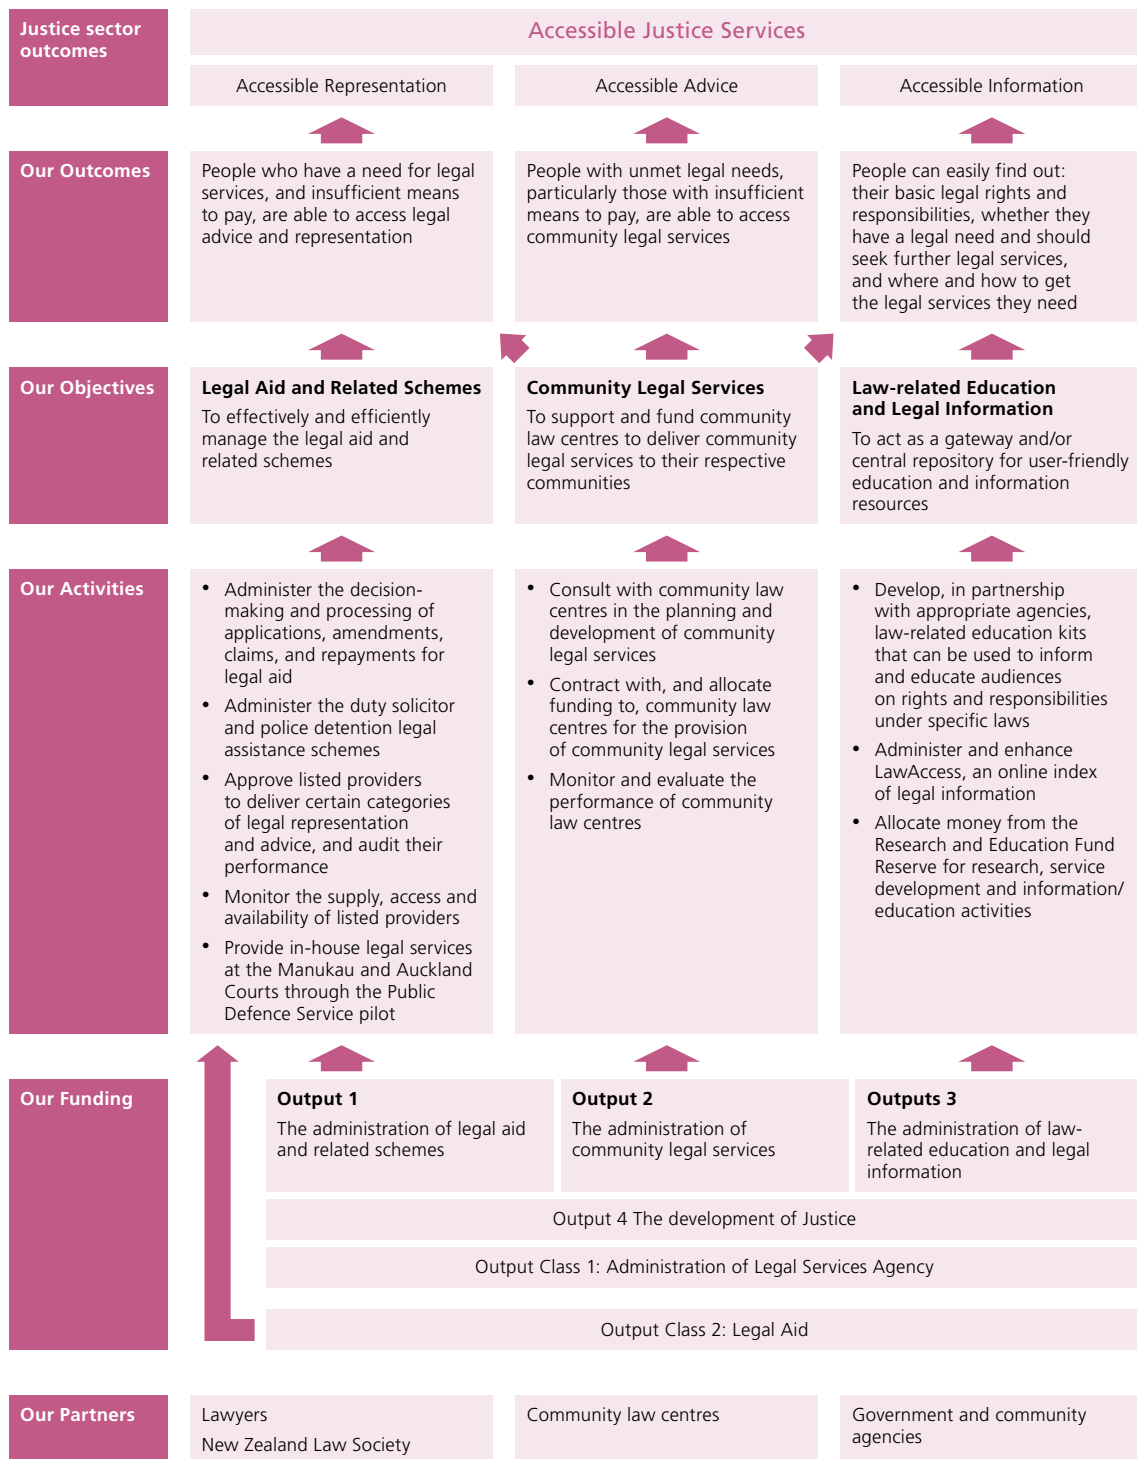 Justice sector
outcomes
Accessible Justice Services
Accessible Representation
Accessible Advice
Accessible Information
Our Outcomes
People who have a need for legal
services, and insufficient means
to pay, are able to access legal
advice and representation
People with unmet legal needs,
particularly those with insufficient
means to pay, are able to access
community legal services
People can easily find out:
their basic legal rights and
responsibilities, whether they
have a legal need and should
seek further legal services,
and where and how to get
the legal services they need
Our Objectives
Legal Aid and Related Schemes
To effectively and efficiently
manage the legal aid and
related schemes
Community Legal Services
To support and fund community
law centres to deliver community
legal services to their respective
communities
Law-related Education
and Legal Information
To act as a gateway and/or
central repository for user-friendly
education and information
resources
Our Activities
• Administer the decision-
making and processing of
applications, amendments,
claims, and repayments for
legal aid
• Administer the duty solicitor
and police detention legal
assistance schemes
• Approve listed providers
to deliver certain categories
of legal representation
and advice, and audit their
performance
• Monitor the supply, access and
availability of listed providers
• Provide in-house legal services
at the Manukau and Auckland
Courts through the Public
Defence Service pilot
• Consult with community law
centres in the planning and
development of community
legal services
• Contract with, and allocate
funding to, community law
centres for the provision
of community legal services
• Monitor and evaluate the
performance of community
law centres
• Develop, in partnership
with appropriate agencies,
law-related education kits
that can be used to inform
and educate audiences
on rights and responsibilities
under specific laws
• Administer and enhance
LawAccess, an online index
of legal information
• Allocate money from the
Research and Education Fund
Reserve for research, service
development and information/
education activities
Our Funding
Output 1
The administration of legal aid
and related schemes
Output 2
The administration of
community legal services
Outputs 3
The administration of law-
related education and legal
information
Output 4 The development of Justice
Output Class 1: Administration of Legal Services Agency
Output Class 2: Legal Aid
Our Partners
Lawyers
New Zealand Law Society
Community law centres
Government and community
agencies